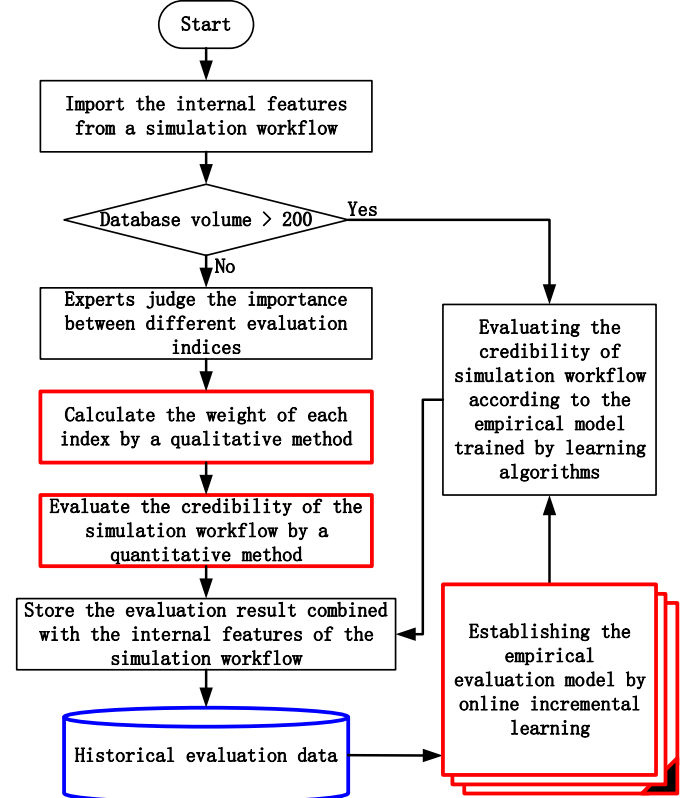 Start
Import the internal features
from a simulation workflow
Database volume > 200
Yes
No
Experts judge the importance
between different evaluation
indices
Calculate the weight of each
index by a qualitative method
Evaluate the credibility of the
simulation workflow by a
quantitative method
Store the evaluation result combined
with the internal features of the
simulation workflow
Historical evaluation data
Evaluating the
credibility of
simulation workflow
according to the
empirical model
trained by learning
algorithms
Establishing the
empirical
evaluation model by
online incremental
learning